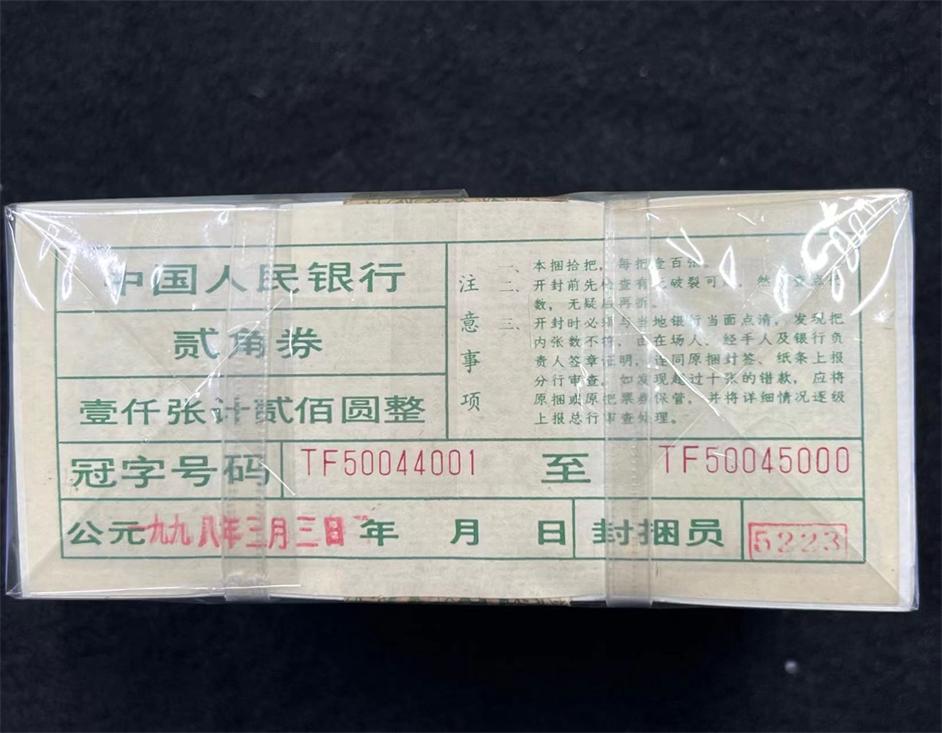 中国人民银行
贰角券
壹仟张计贰佰圆整
注意事项
一、本捆拾把，每把壹百张。
二、开封前先检查有无破裂可，然
数，无疑后再拆。
三、开封时必须与当地银行当面点清，发现把
内张数不符，由在场人、经手人及银行负
责人签章证明，连同原捆封签、纸条上报
分行审查。如发现超过十张的错款，应将
原捆或原把票券保管，并将详细情况逐级
上报总行审查处理。
冠字号码 TF50044001 至 TF50045000
公元一九九八年三月三日 年 月 日 封捆员 5223